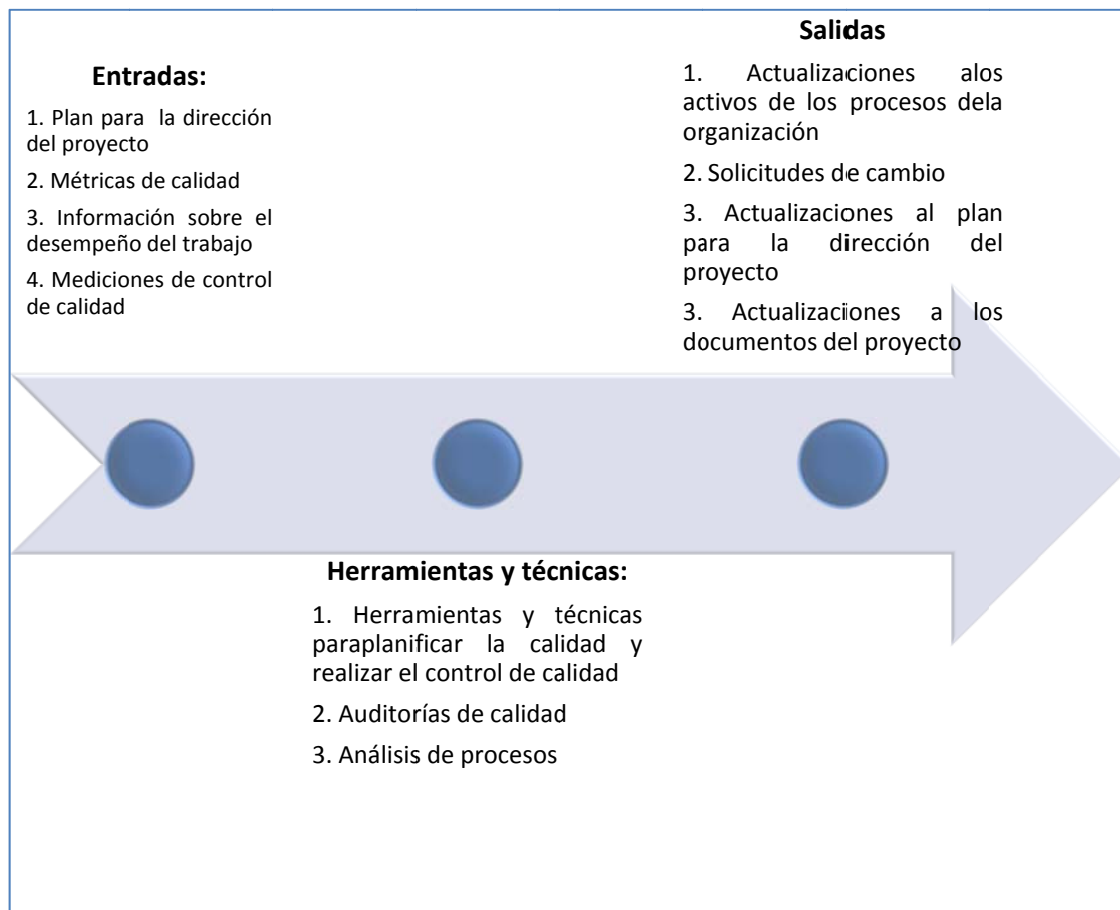 Entradas:
1. Plan para la dirección
del proyecto
2. Métricas de calidad
3. Información sobre el
desempeño del trabajo
4. Mediciones de control
de calidad
Herramientas y técnicas:
1. Herramientas y técnicas
paraplanificar la calidad y
realizar el control de calidad
2. Auditorías de calidad
3. Análisis de procesos
Salidas
1. Actualizaciones alos
activos de los procesos dela
organización
2. Solicitudes de cambio
3. Actualizaciones al plan
para la dirección del
proyecto
3. Actualizaciones a los
documentos del proyecto